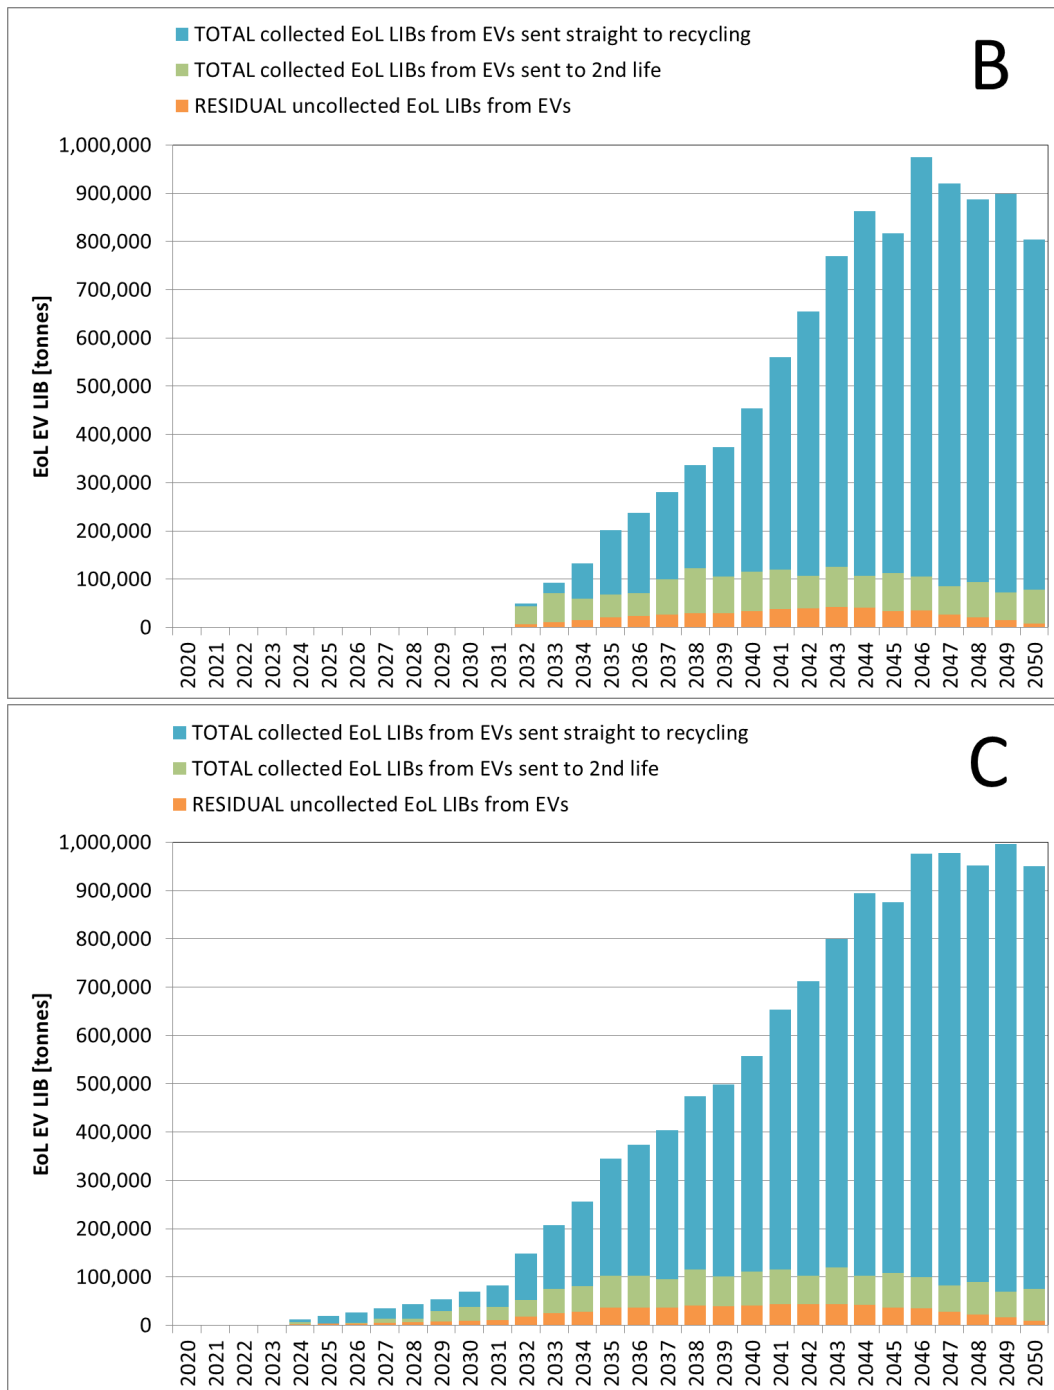 TOTAL collected EoL LIBs from EVs sent straight to recycling
TOTAL collected EoL LIBs from EVs sent to 2nd life
RESIDUAL uncollected EoL LIBs from EVs
B
1,000,000
900,000
800,000
700,000
600,000
500,000
400,000
300,000
200,000
100,000
0
EoL EV LIB [tonnes]
2020 2021 2022 2023 2024 2025 2026 2027 2028 2029 2030 2031 2032 2033 2034 2035 2036 2037 2038 2039 2040 2041 2042 2043 2044 2045 2046 2047 2048 2049 2050
TOTAL collected EoL LIBs from EVs sent straight to recycling
TOTAL collected EoL LIBs from EVs sent to 2nd life
RESIDUAL uncollected EoL LIBs from EVs
C
1,000,000
900,000
800,000
700,000
600,000
500,000
400,000
300,000
200,000
100,000
0
EoL EV LIB [tonnes]
2020 2021 2022 2023 2024 2025 2026 2027 2028 2029 2030 2031 2032 2033 2034 2035 2036 2037 2038 2039 2040 2041 2042 2043 2044 2045 2046 2047 2048 2049 2050